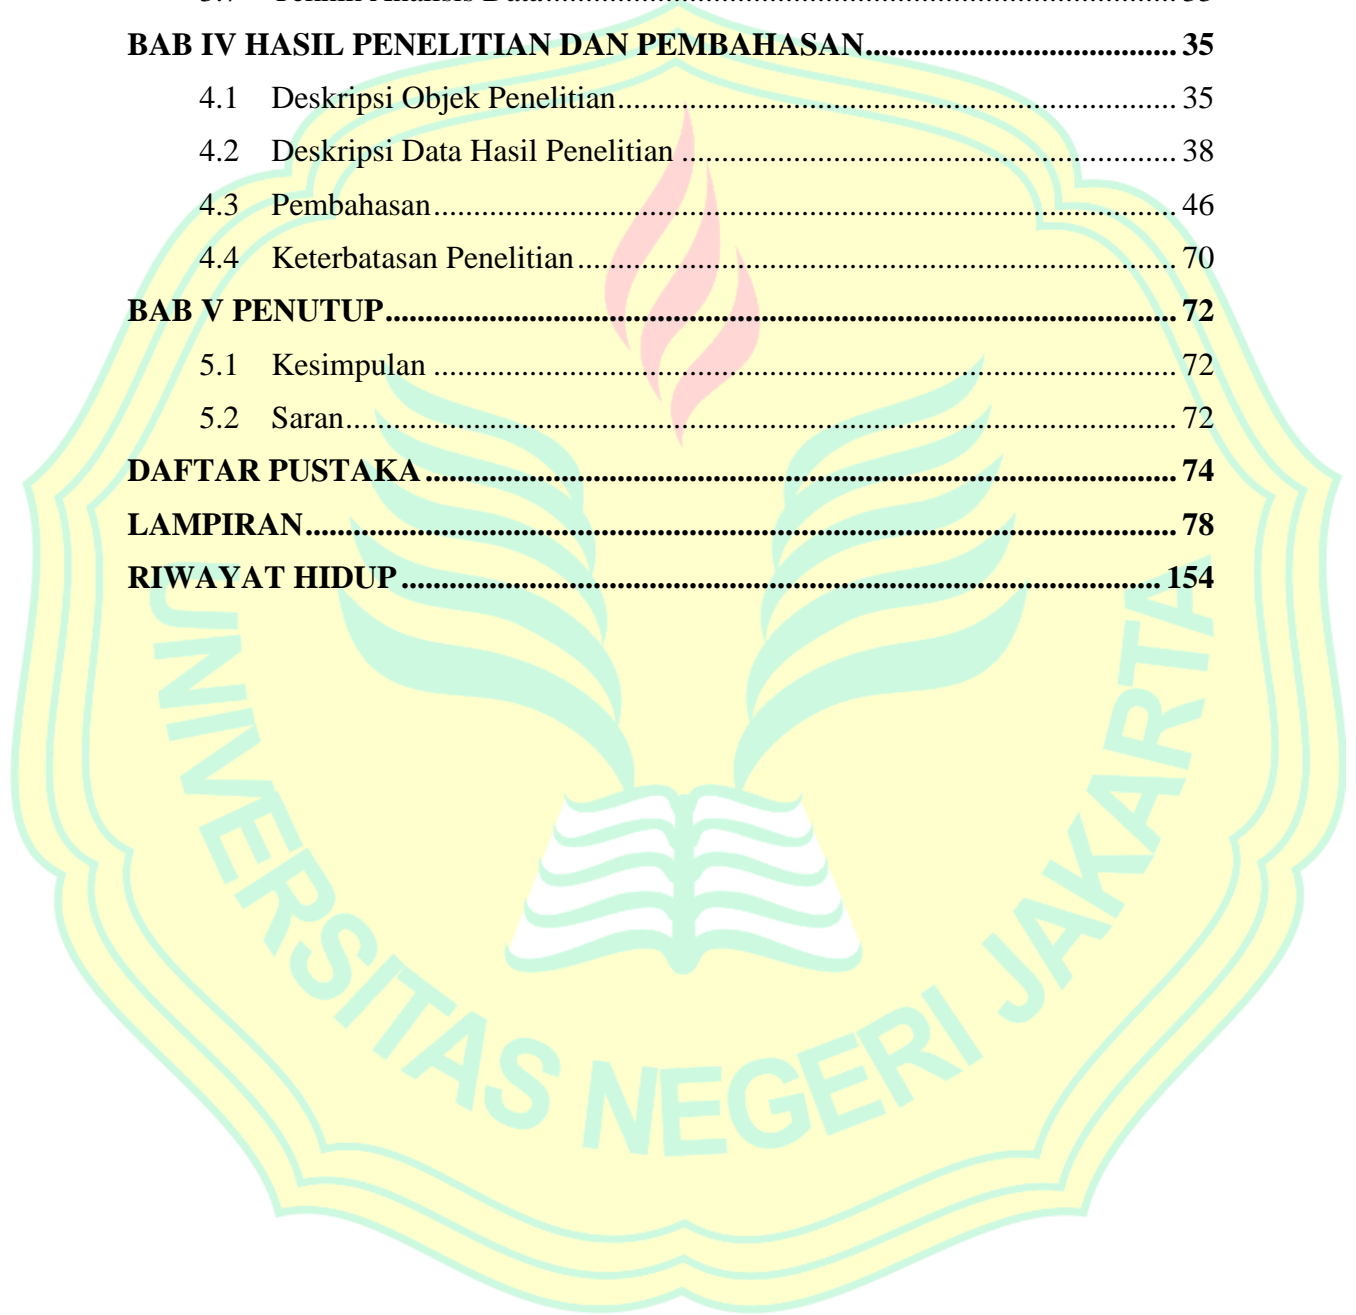 BAB IV HASIL PENELITIAN DAN PEMBAHASAN....................................... 35
4.1 Deskripsi Objek Penelitian...................................................................... 35
4.2 Deskripsi Data Hasil Penelitian .............................................................. 38
4.3 Pembahasan............................................................................................. 46
4.4 Keterbatasan Penelitian........................................................................... 70
BAB V PENUTUP................................................................................................... 72
5.1 Kesimpulan ............................................................................................. 72
5.2 Saran........................................................................................................ 72
DAFTAR PUSTAKA .............................................................................................. 74
LAMPIRAN............................................................................................................. 78
RIWAYAT HIDUP ............................................................................................... 154
UNIVERSITAS NEGERI JAKARTA